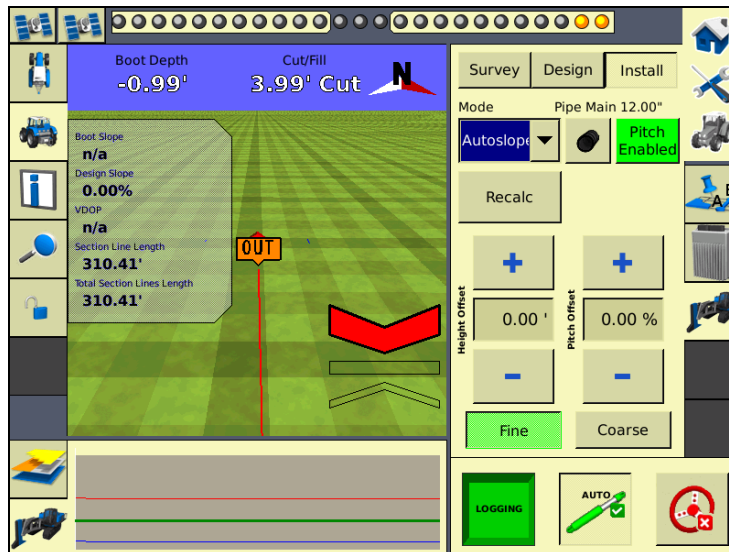 Boot Depth
-0.99'
Cut/Fill
3.99' Cut
N
Boot Slope
n/a
Design Slope
0.00%
VDOP
n/a
Section Line Length
310.41'
Total Section Lines Length
310.41'
OUT
Survey
Design
Install
Mode
Pipe Main 12.00"
Autoslope
Pitch Enabled
Recalc
+
+
Height Offset
0.00 '
Pitch Offset
0.00 %
-
-
Fine
Coarse
LOGGING
AUTO
A